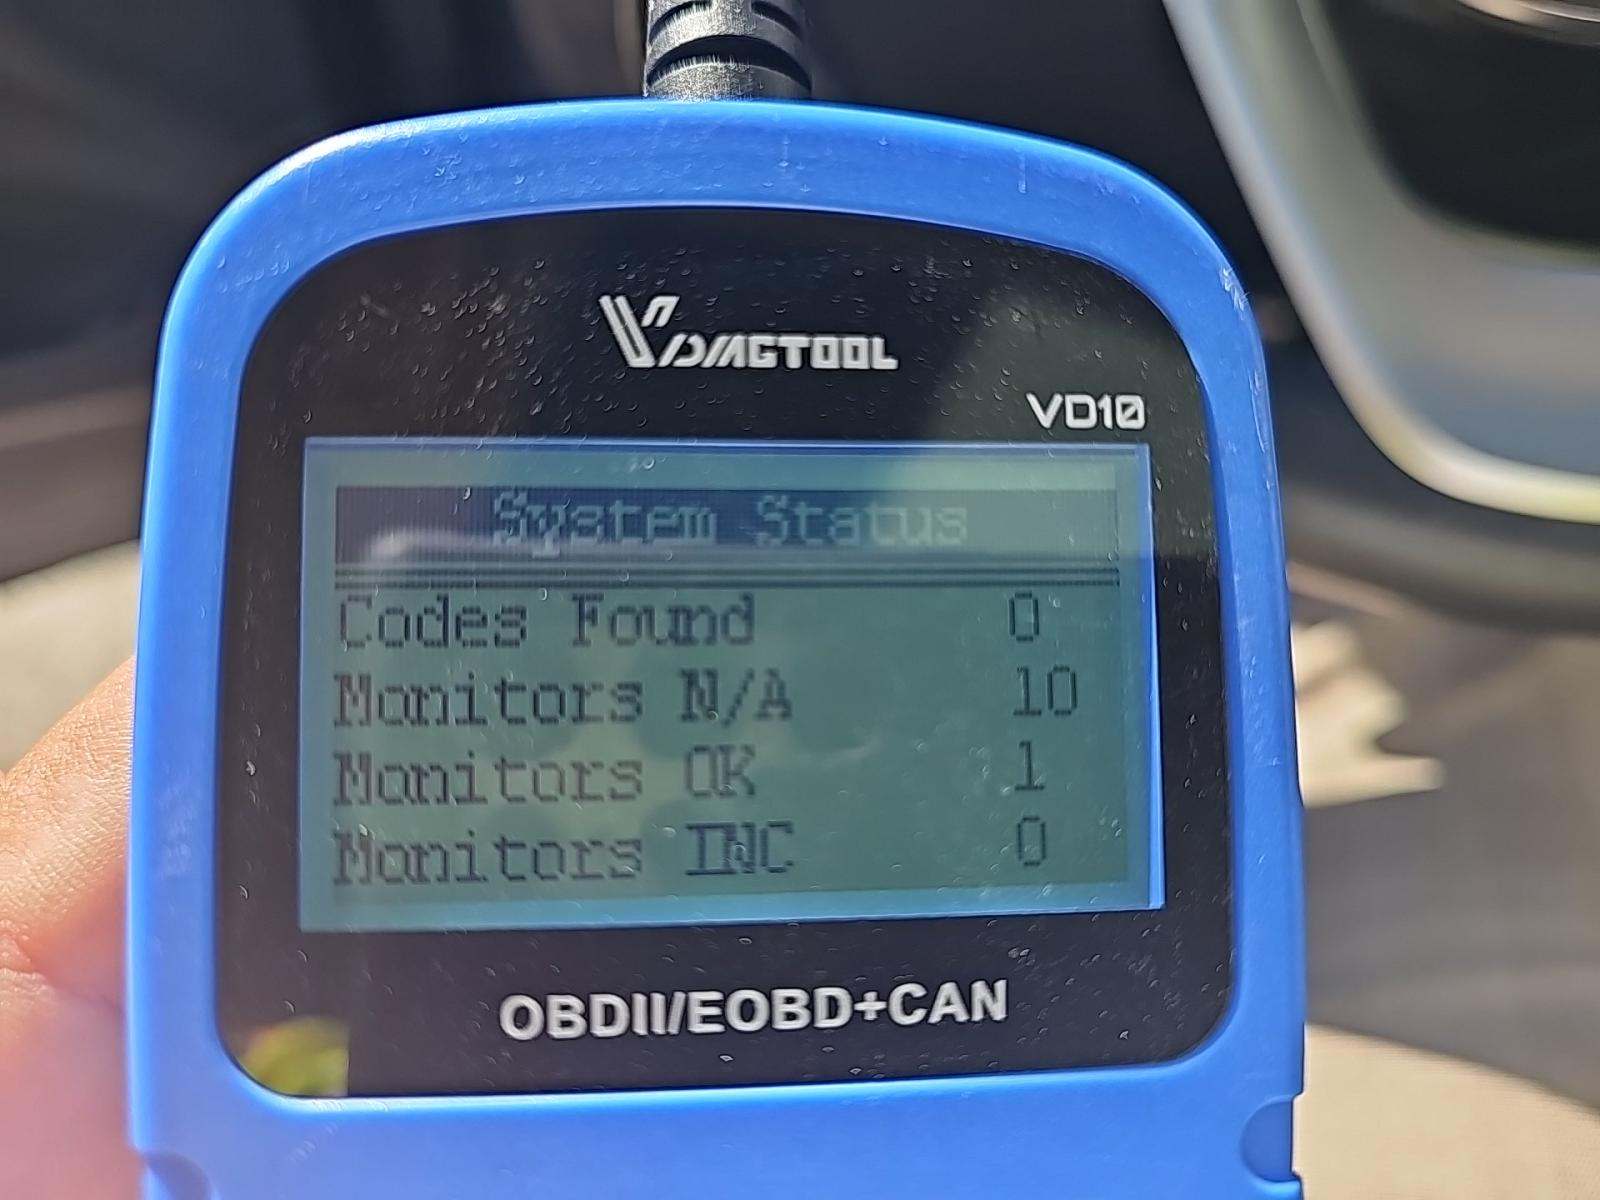 VDIAGTOOL
VD10
System Status
Codes Found 0
Monitors N/A 10
Monitors OK 1
Monitors INC 0
OBDII/EOBD+CAN